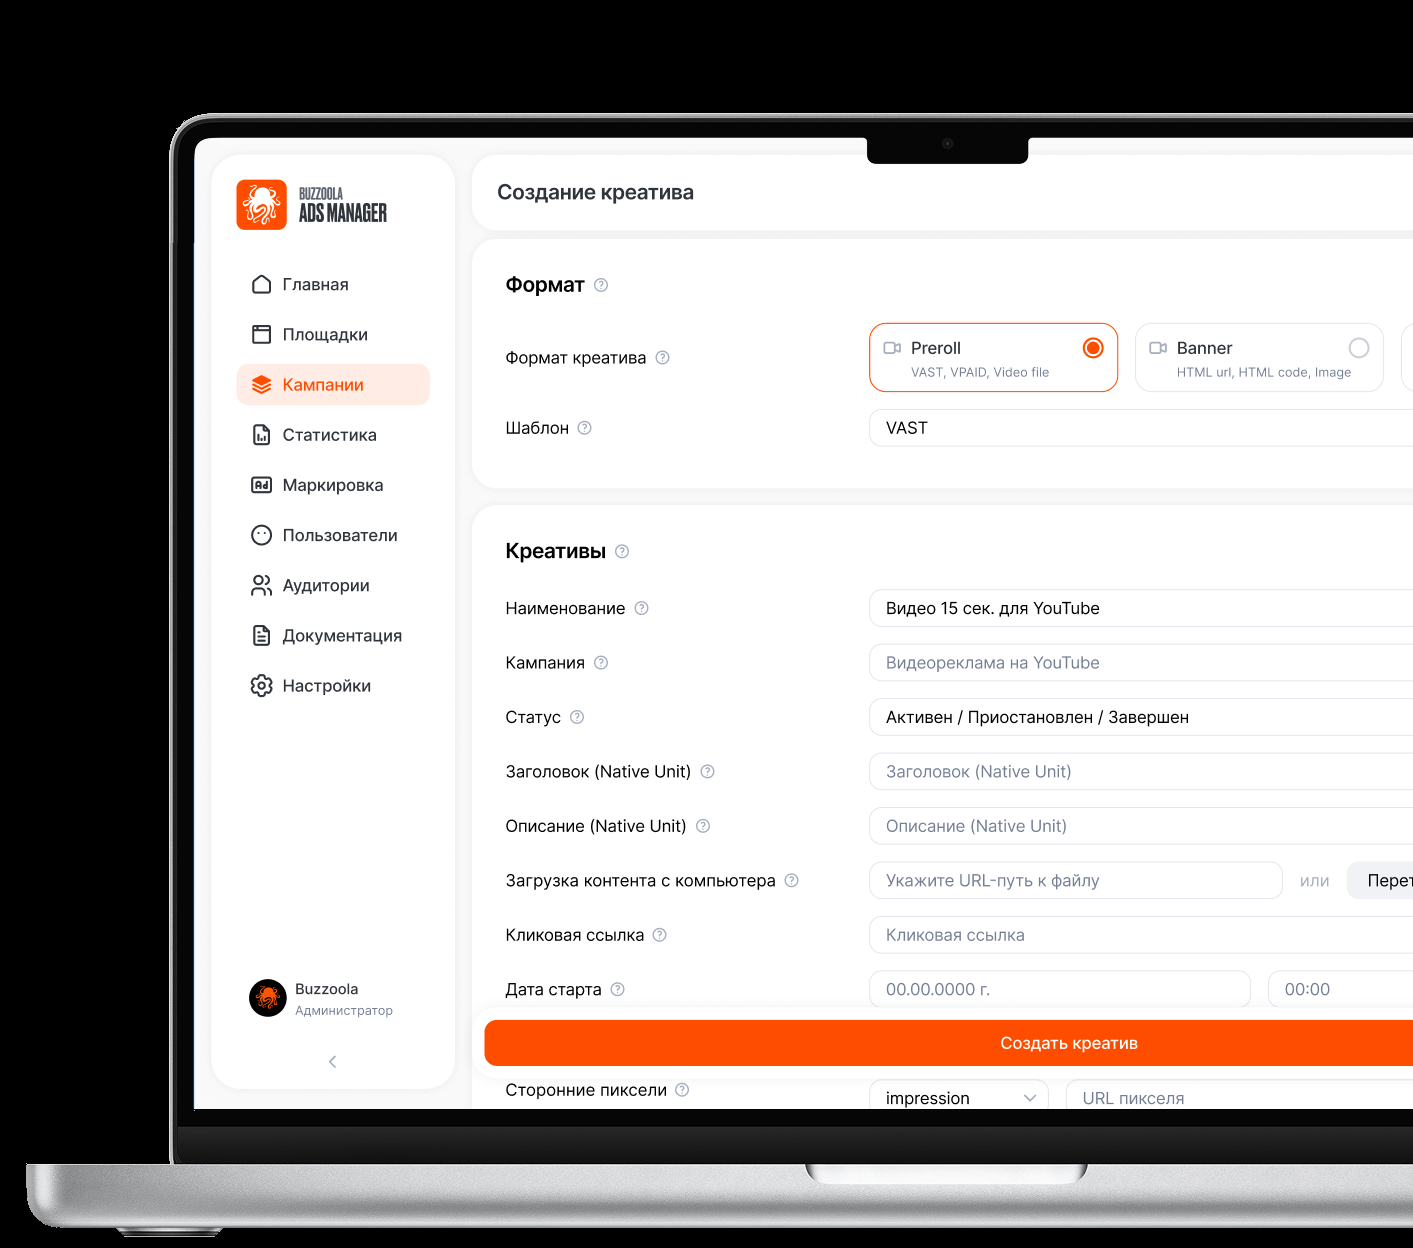 BUZZOOLA
ADS MANAGER
Главная
Площадки
Кампании
Статистика
Маркировка
Пользователи
Аудитории
Документация
Настройки
Buzzoola
Администратор
Создание креатива
Формат
Формат креатива
Preroll
VAST, VPAID, Video file
Banner
HTML url, HTML code, Image
Шаблон
VAST
Креативы
Наименование
Видео 15 сек. для YouTube
Кампания
Видеореклама на YouTube
Статус
Активен / Приостановлен / Завершен
Заголовок (Native Unit)
Заголовок (Native Unit)
Описание (Native Unit)
Описание (Native Unit)
Загрузка контента с компьютера
Укажите URL-путь к файлу
или
Перет
Кликовая ссылка
Кликовая ссылка
Дата старта
00.00.0000 г.
00:00
Создать креатив
Сторонние пиксели
impression
URL пикселя